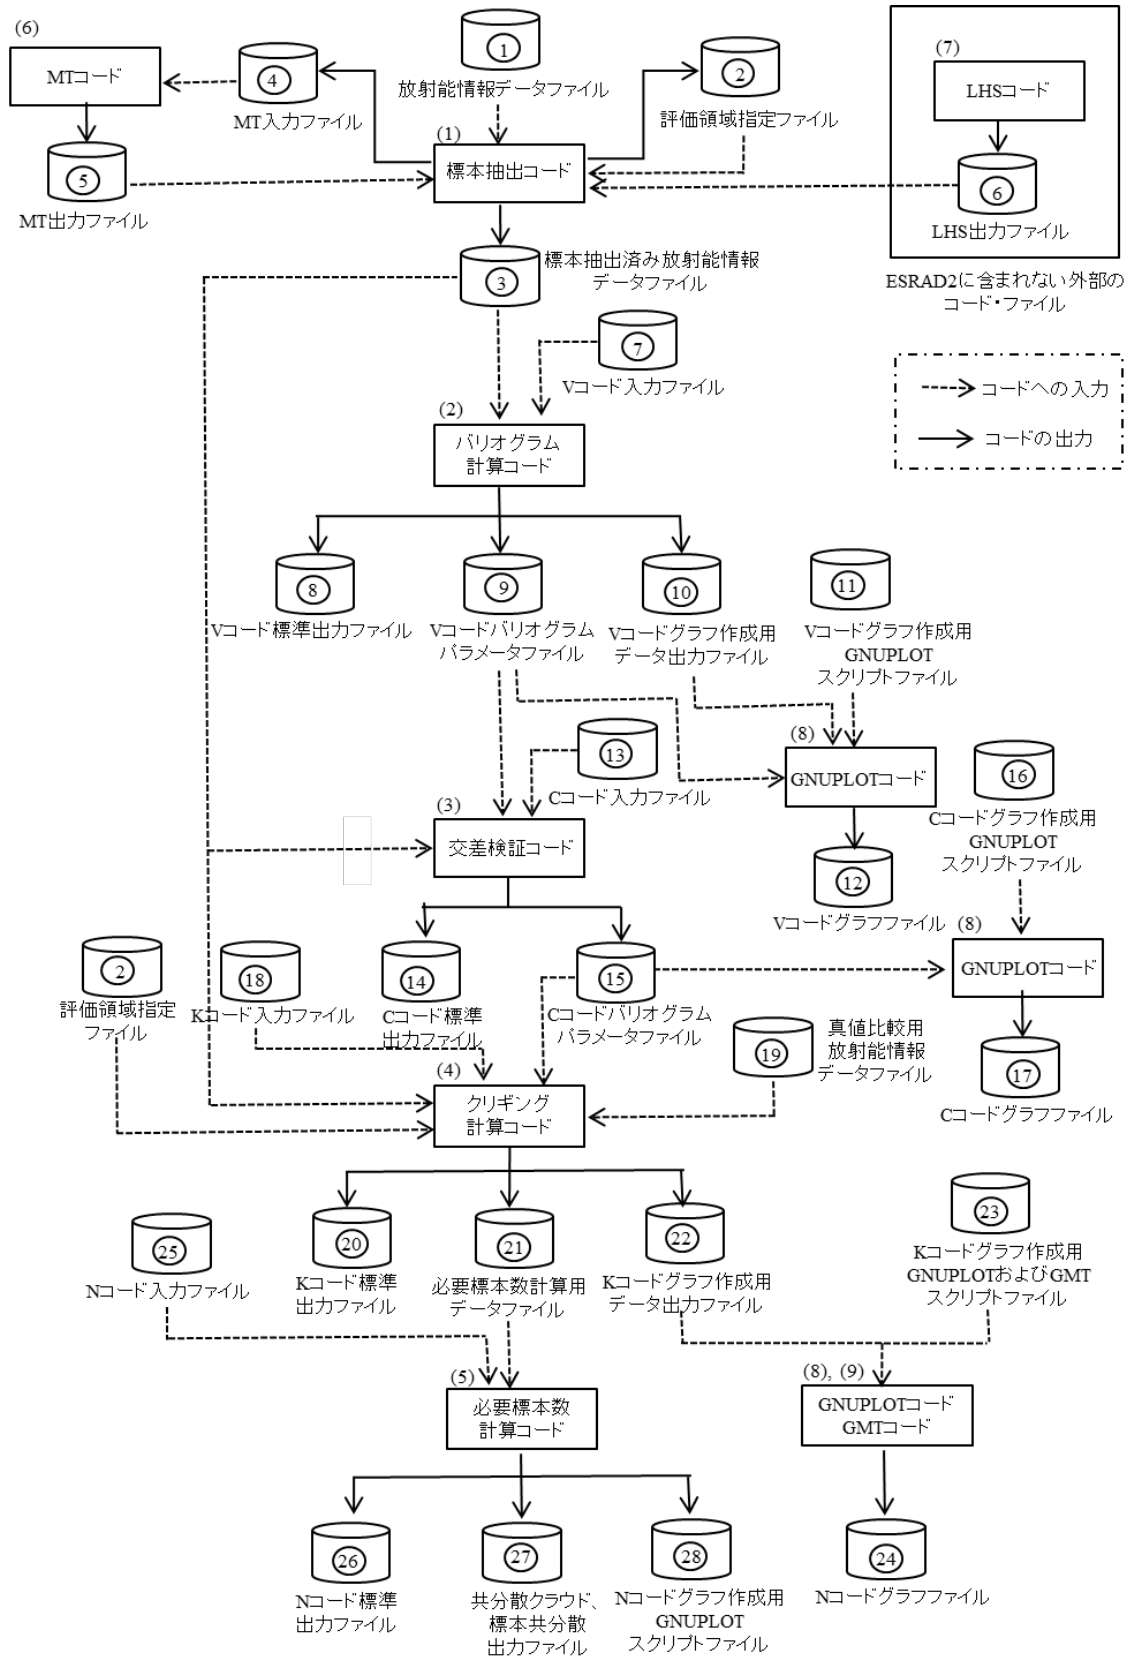 (6)
MTコード
4
MT入力ファイル
5
MT出力ファイル
1
放射能情報データファイル
(1)
標本抽出コード
2
評価領域指定ファイル
(7)
LHSコード
6
LHS出力ファイル
ESRAD2に含まれない外部の
コード・ファイル
3
標本抽出済み放射能情報
データファイル
7
Vコード入力ファイル
コードへの入力
コードの出力
(2)
バリオグラム
計算コード
8
Vコード標準出力ファイル
9
Vコードバリオグラム
パラメータファイル
10
Vコードグラフ作成用
データ出力ファイル
11
Vコードグラフ作成用
GNUPLOT
スクリプトファイル
13
Cコード入力ファイル
(8)
GNUPLOTコード
16
Cコードグラフ作成用
GNUPLOT
スクリプトファイル
(3)
交差検証コード
12
Vコードグラフファイル
(8)
GNUPLOTコード
17
Cコードグラフファイル
2
評価領域指定
ファイル
18
Kコード入力ファイル
14
Cコード標準
出力ファイル
15
Cコードバリオグラム
パラメータファイル
19
真値比較用
放射能情報
データファイル
(4)
クリギング
計算コード
25
Nコード入力ファイル
20
Kコード標準
出力ファイル
21
必要標本数計算用
データファイル
22
Kコードグラフ作成用
データ出力ファイル
23
Kコードグラフ作成用
GNUPLOTおよびGMT
スクリプトファイル
(5)
必要標本数
計算コード
(8), (9)
GNUPLOTコード
GMTコード
26
Nコード標準
出力ファイル
27
共分散クラウド、
標本共分散
出力ファイル
28
Nコードグラフ作成用
GNUPLOT
スクリプトファイル
24
Nコードグラフファイル